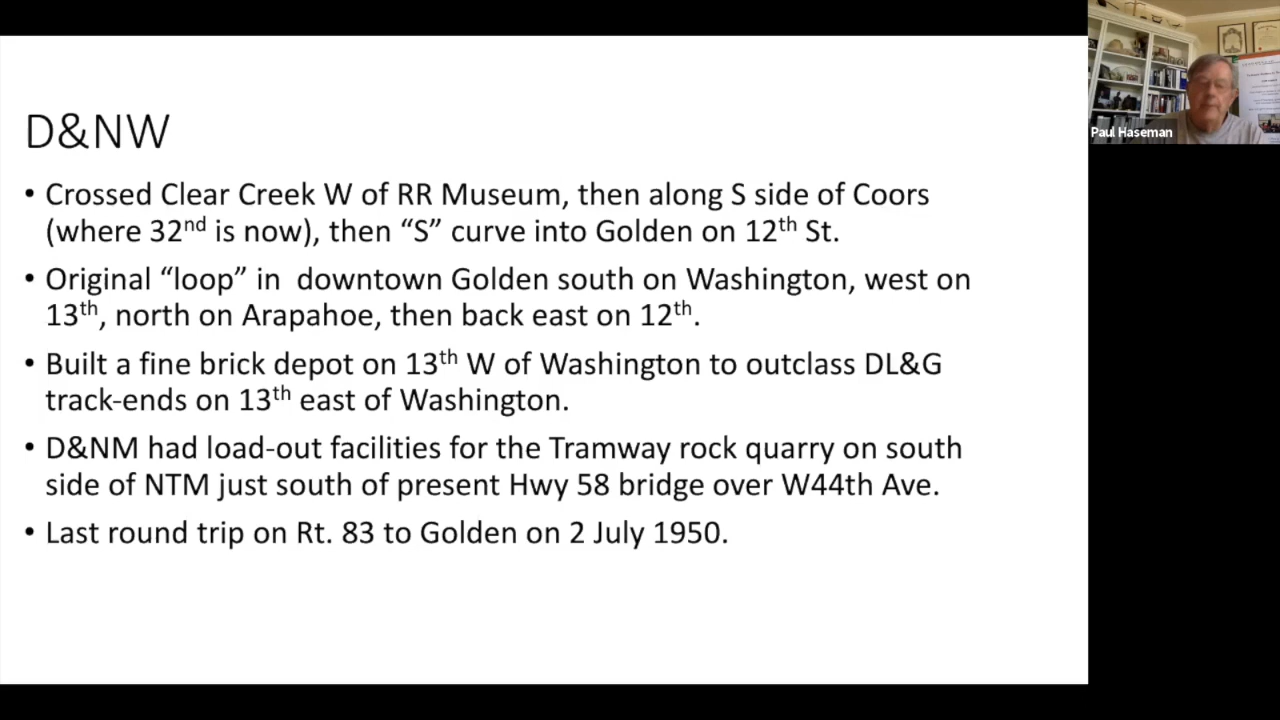 D&NW
• Crossed Clear Creek W of RR Museum, then along S side of Coors
(where 32nd is now), then “S” curve into Golden on 12th St.
• Original “loop” in  downtown Golden south on Washington, west on
13th, north on Arapahoe, then back east on 12th.
• Built a fine brick depot on 13th W of Washington to outclass DL&G
track-ends on 13th east of Washington.
• D&NM had load-out facilities for the Tramway rock quarry on south
side of NTM just south of present Hwy 58 bridge over W44th Ave.
• Last round trip on Rt. 83 to Golden on 2 July 1950.
Paul Haseman